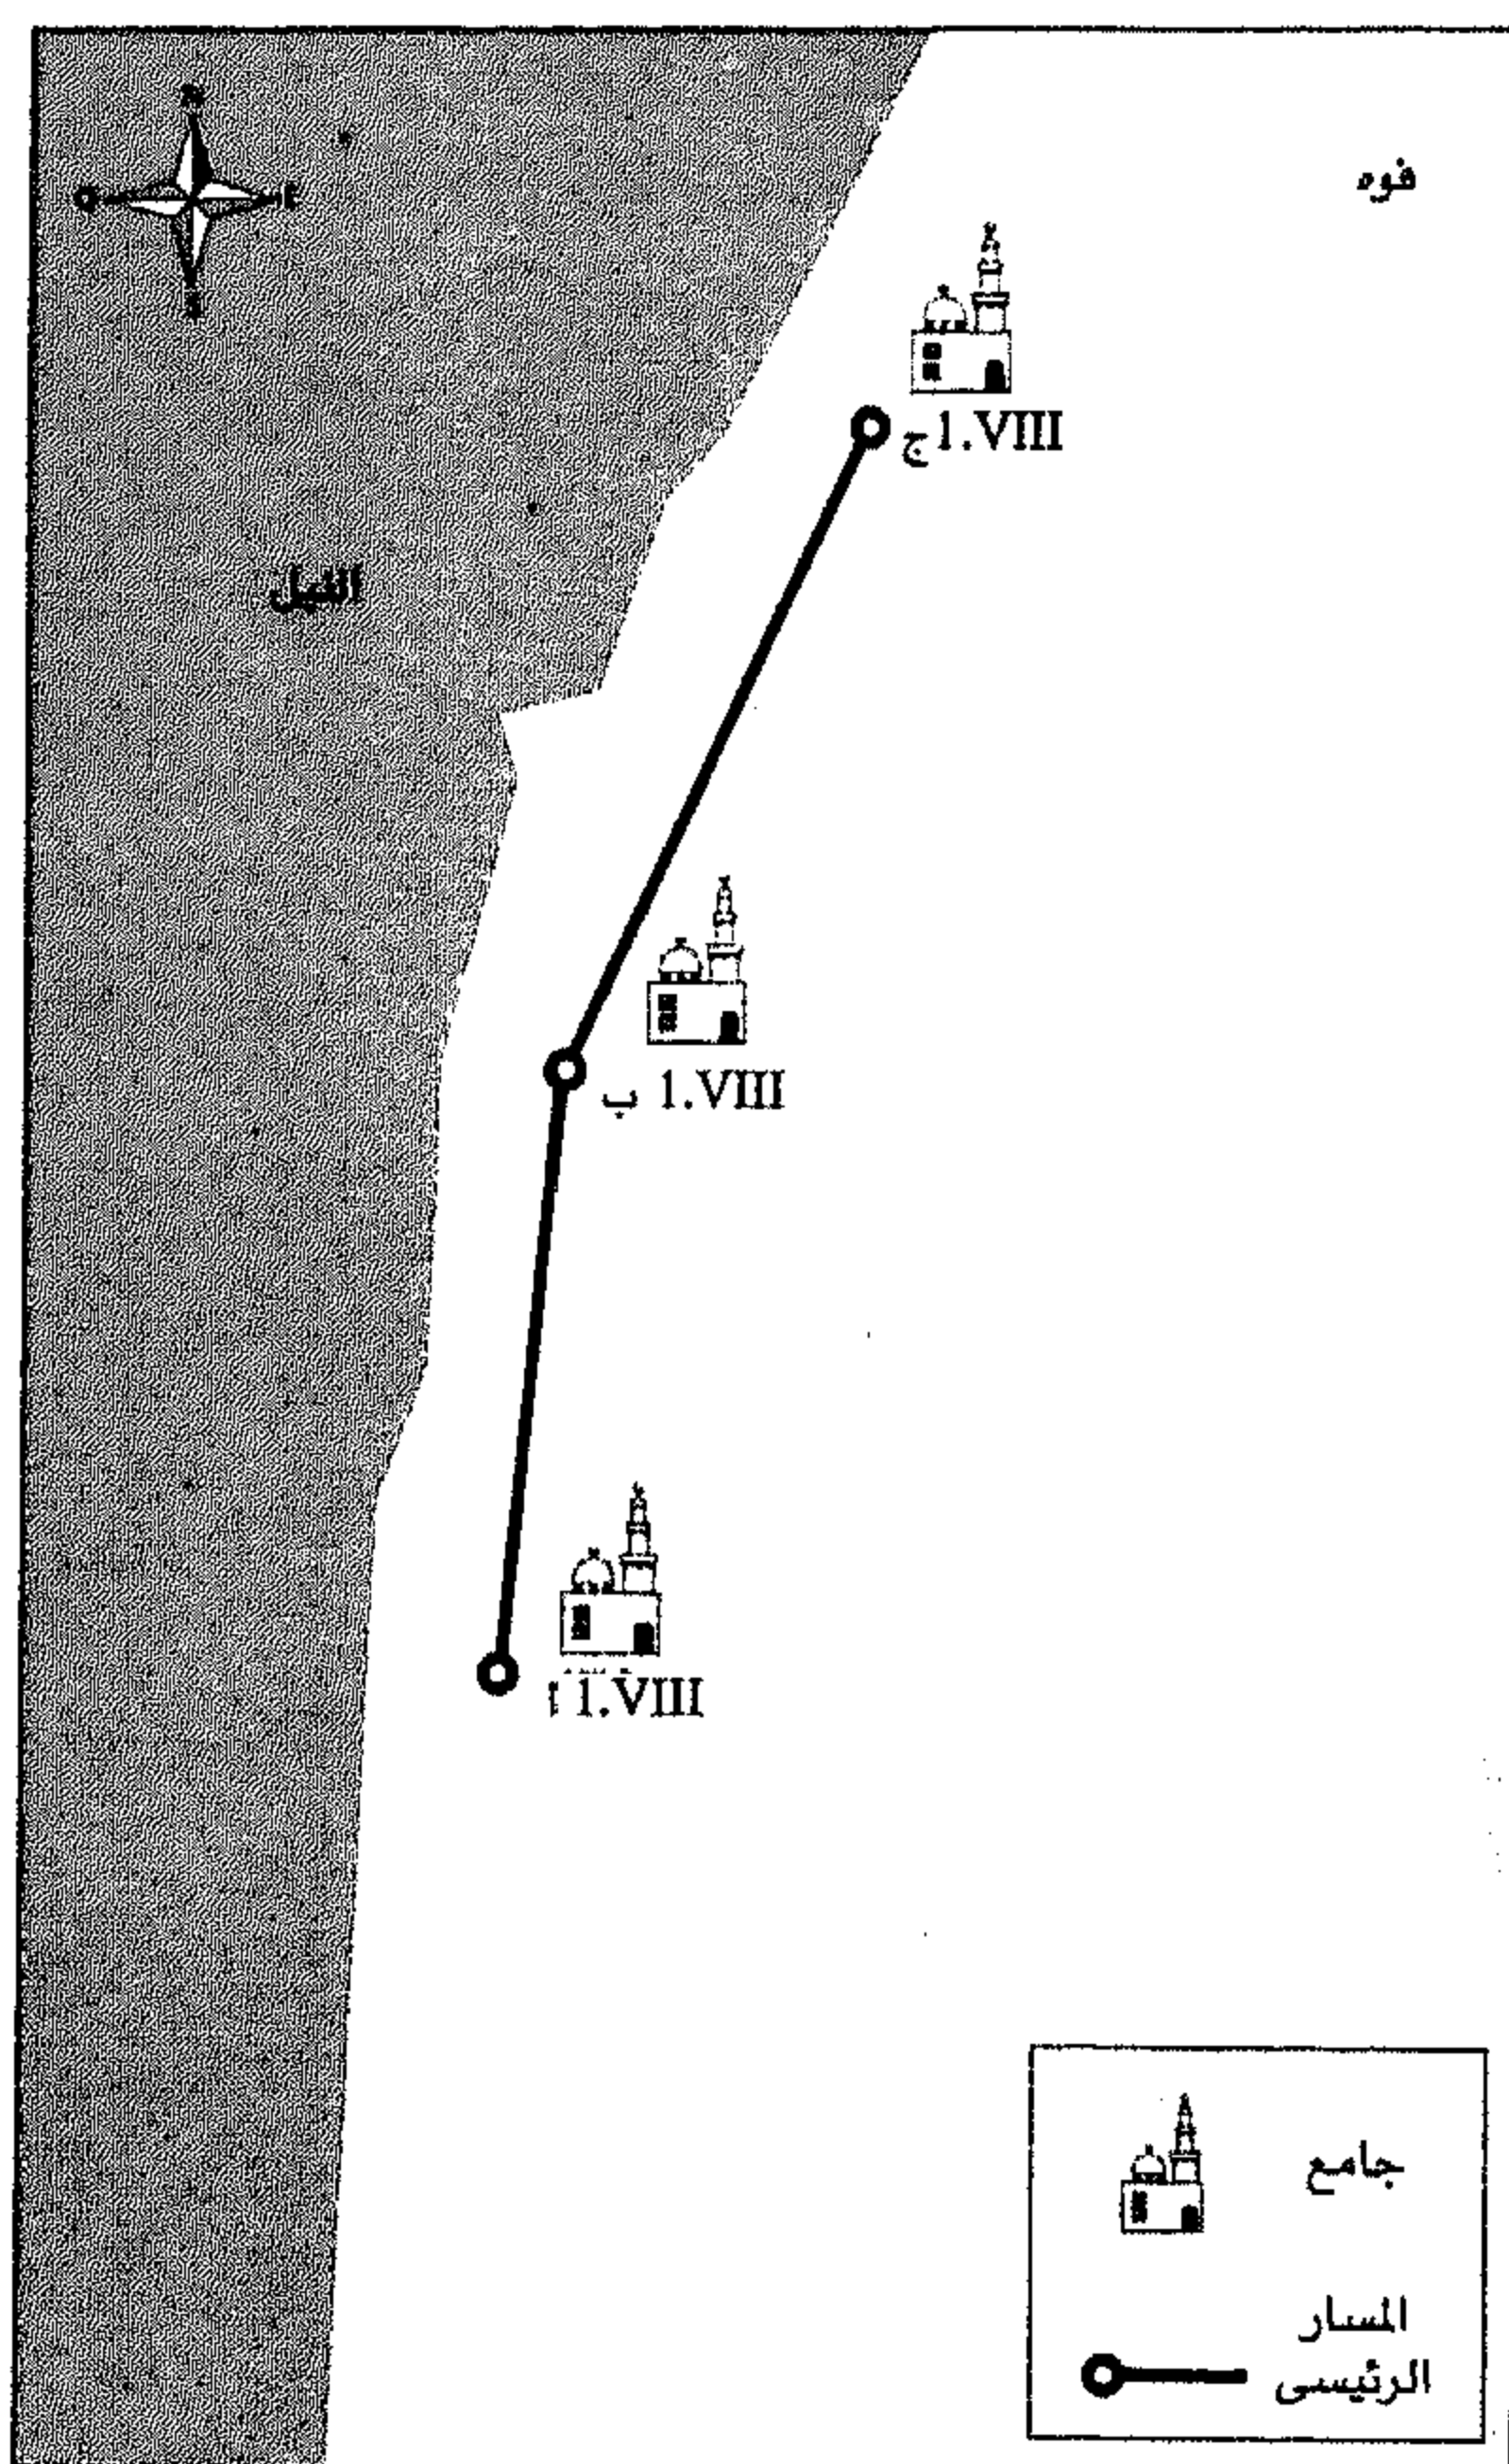 N
O E
S
فوه
ج 1.VIII
النيل
ب 1.VIII
أ 1.VIII
جامع
المسار
الرئيسى